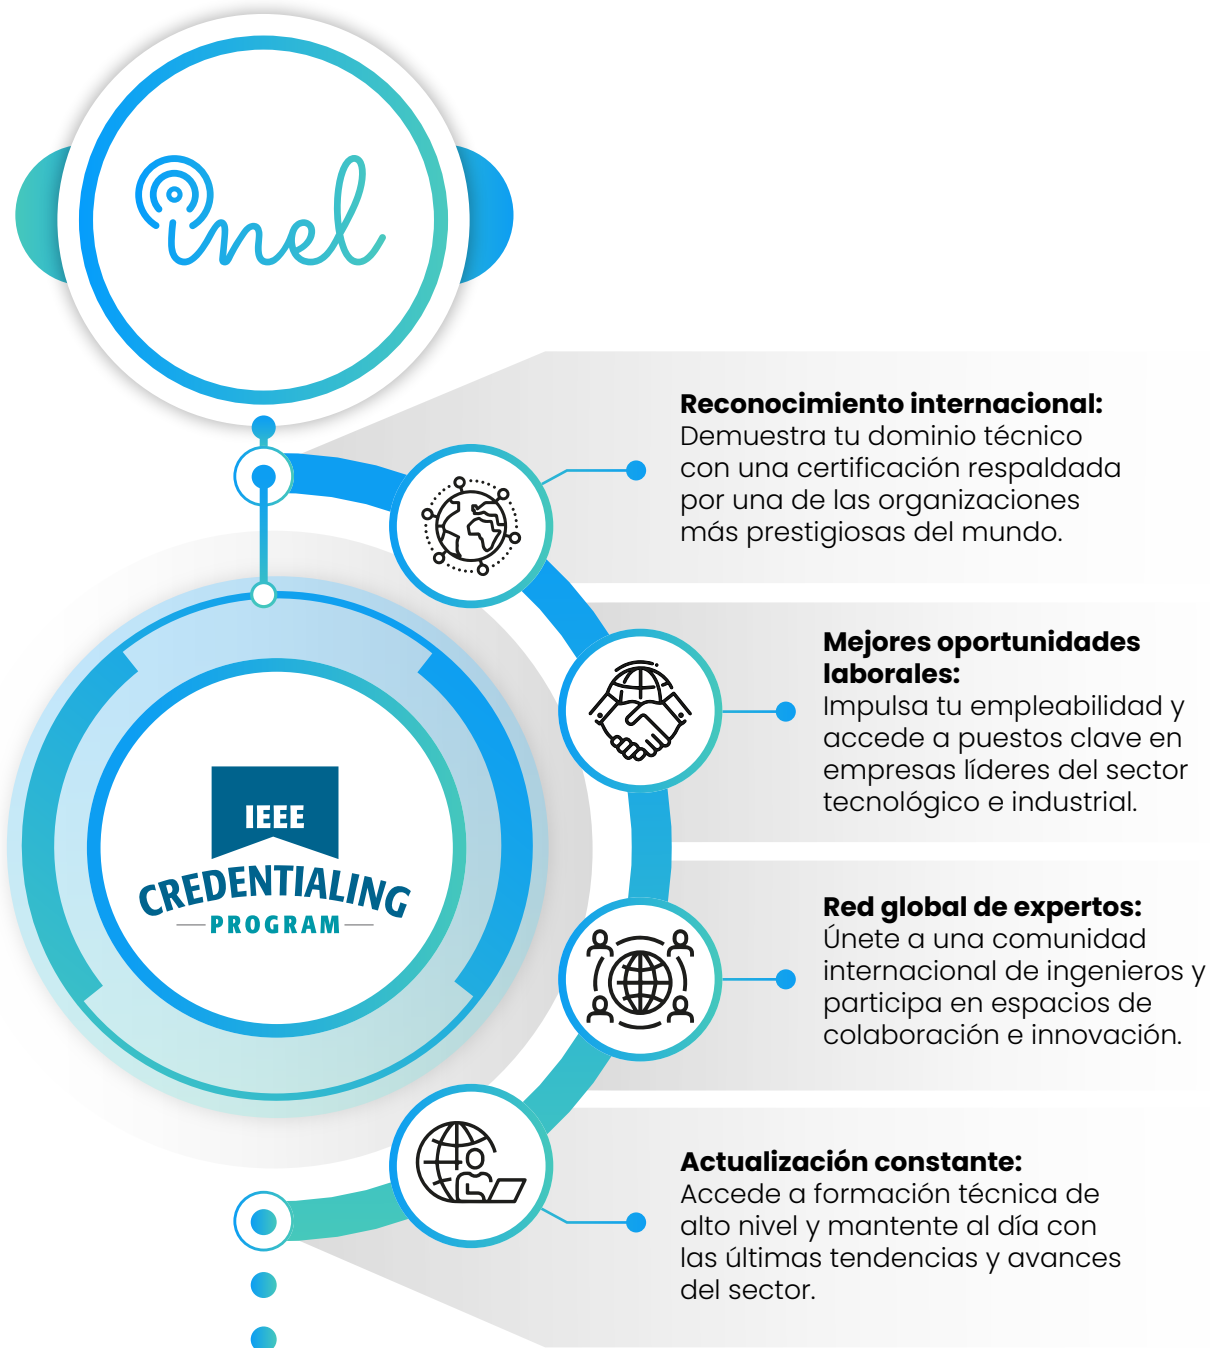 inel
Reconocimiento internacional:
Demuestra tu dominio técnico
con una certificación respaldada
por una de las organizaciones
más prestigiosas del mundo.
Mejores oportunidades
laborales:
Impulsa tu empleabilidad y
accede a puestos clave en
empresas líderes del sector
tecnológico e industrial.
IEEE
CREDENTIALING
PROGRAM
Red global de expertos:
Únete a una comunidad
internacional de ingenieros y
participa en espacios de
colaboración e innovación.
Actualización constante:
Accede a formación técnica de
alto nivel y mantente al día con
las últimas tendencias y avances
del sector.